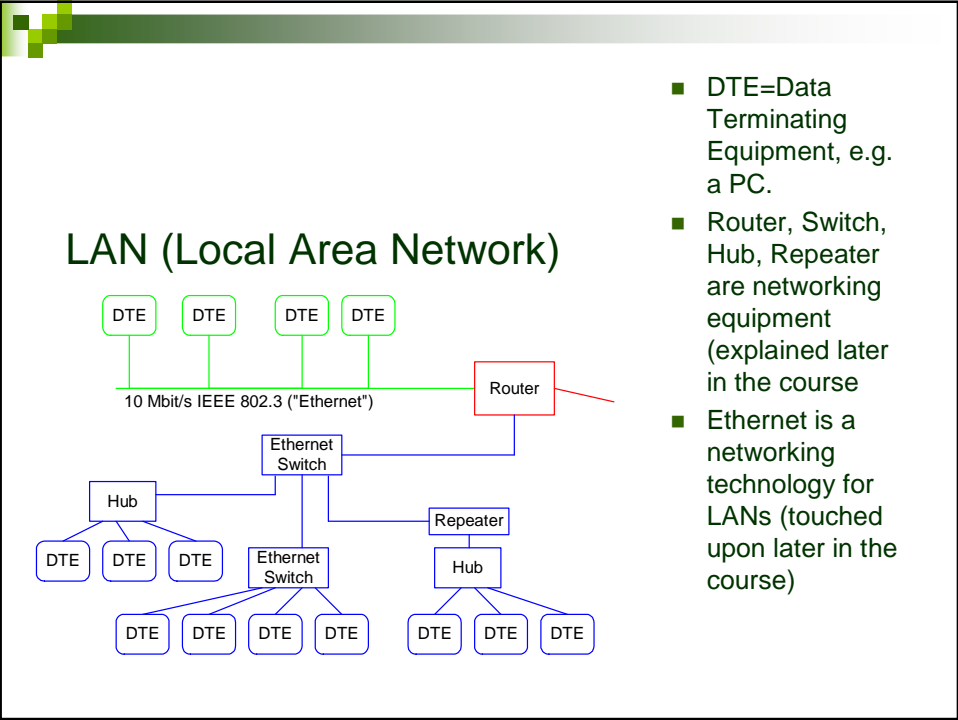 LAN (Local Area Network)
DTE DTE DTE DTE
Router
10 Mbit/s IEEE 802.3 ("Ethernet")
Ethernet
Switch
Hub
Repeater
DTE DTE DTE
Ethernet
Switch
Hub
DTE DTE DTE DTE DTE DTE DTE
DTE=Data
Terminating
Equipment, e.g.
a PC.
Router, Switch,
Hub, Repeater
are networking
equipment
(explained later
in the course
Ethernet is a
networking
technology for
LANs (touched
upon later in the
course)